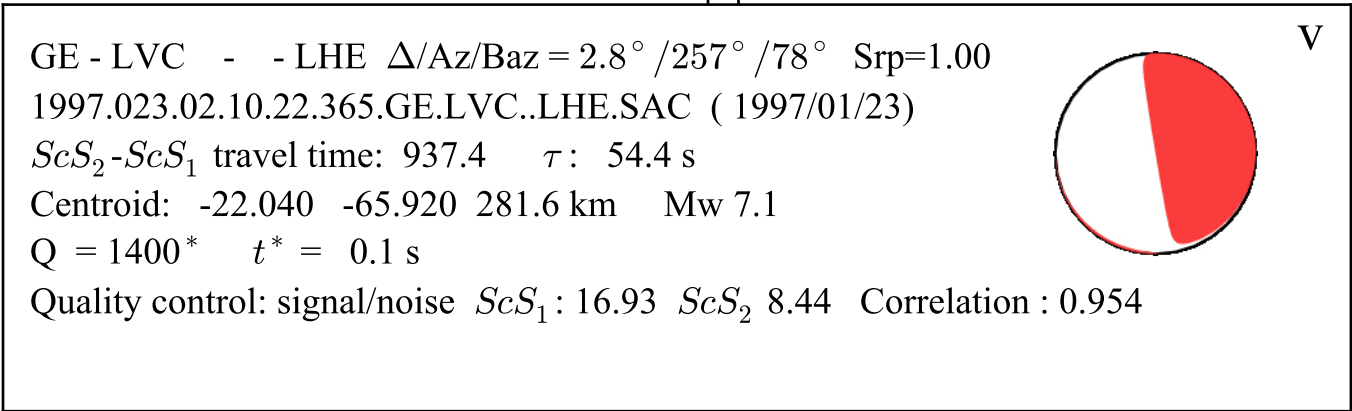 V
GE - LVC - - LHE Δ/Az/Baz = 2.8° /257° /78° Srp=1.00
1997.023.02.10.22.365.GE.LVC..LHE.SAC ( 1997/01/23)
ScS₂-ScS₁ travel time: 937.4 τ : 54.4 s
Centroid: -22.040 -65.920 281.6 km Mw 7.1
Q = 1400* t* = 0.1 s
Quality control: signal/noise ScS₁: 16.93 ScS₂ 8.44 Correlation : 0.954